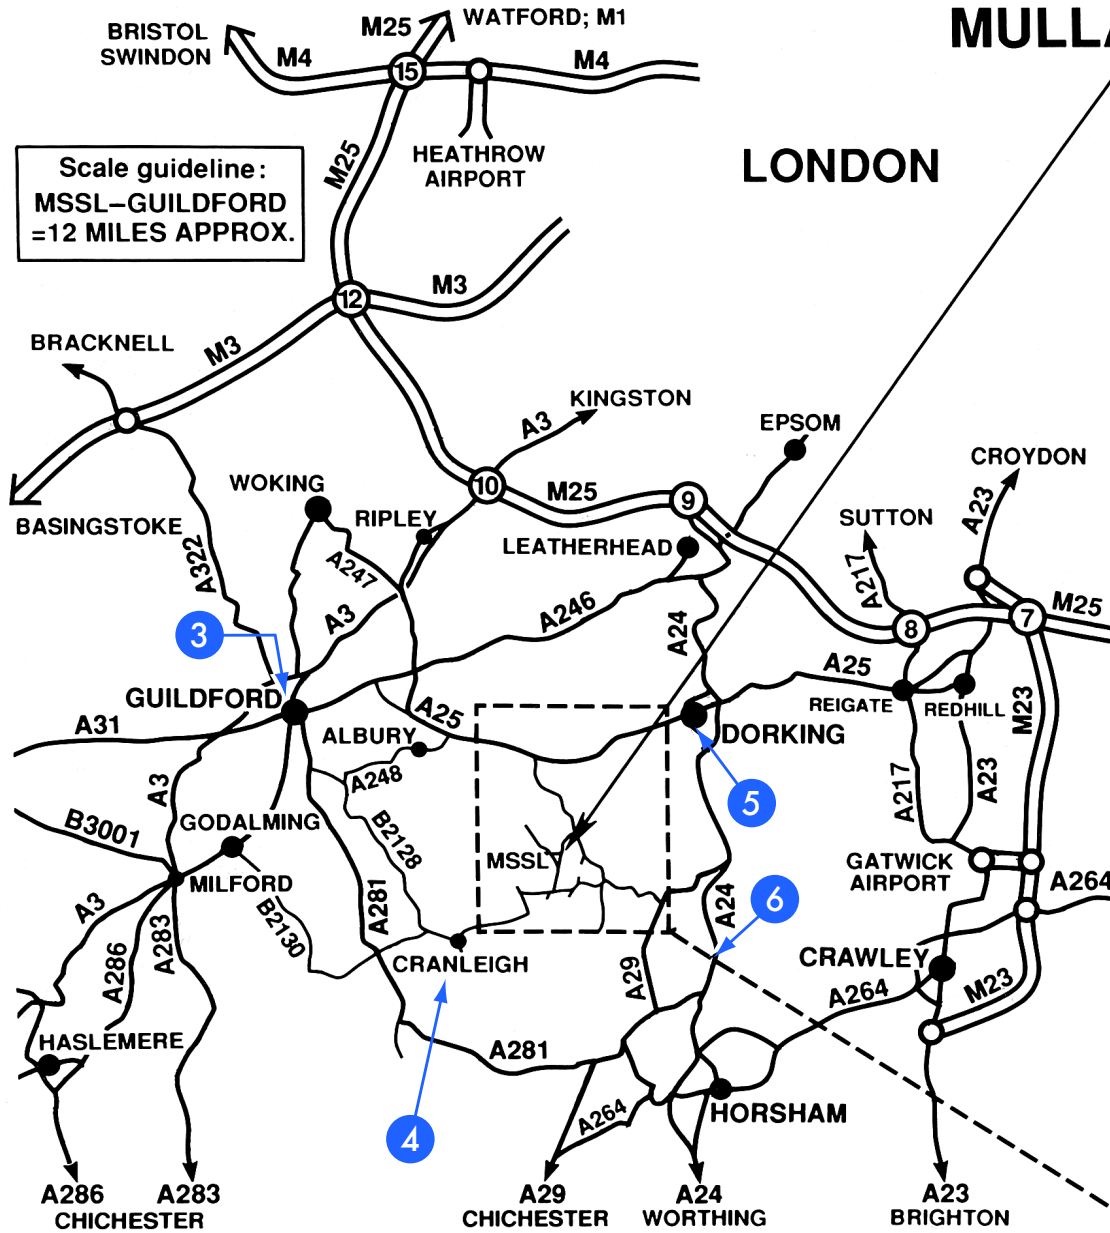 MULLA
WATFORD; M1
M25
BRISTOL
SWINDON
M4
15
M4
HEATHROW
AIRPORT
M25
LONDON
Scale guideline:
MSSL–GUILDFORD
=12 MILES APPROX.
12
M3
M3
BRACKNELL
KINGSTON
A3
EPSOM
CROYDON
WOKING
10
M25
9
BASINGSTOKE
RIPLEY
A23
SUTTON
LEATHERHEAD
A322
A247
A217
A3
A246
A24
8
7
M25
3
GUILDFORD
A25
REIGATE
REDHILL
M23
A31
A25
ALBURY
DORKING
A248
A3
5
A217
A23
B3001
GODALMING
B2128
MSSL
GATWICK
AIRPORT
MILFORD
A281
A24
6
A264
A3
A286
A283
B2130
CRANLEIGH
A29
CRAWLEY
A264
M23
HASLEMERE
A281
4
A264
HORSHAM
A286
CHICHESTER
A283
A29
CHICHESTER
A24
WORTHING
A23
BRIGHTON